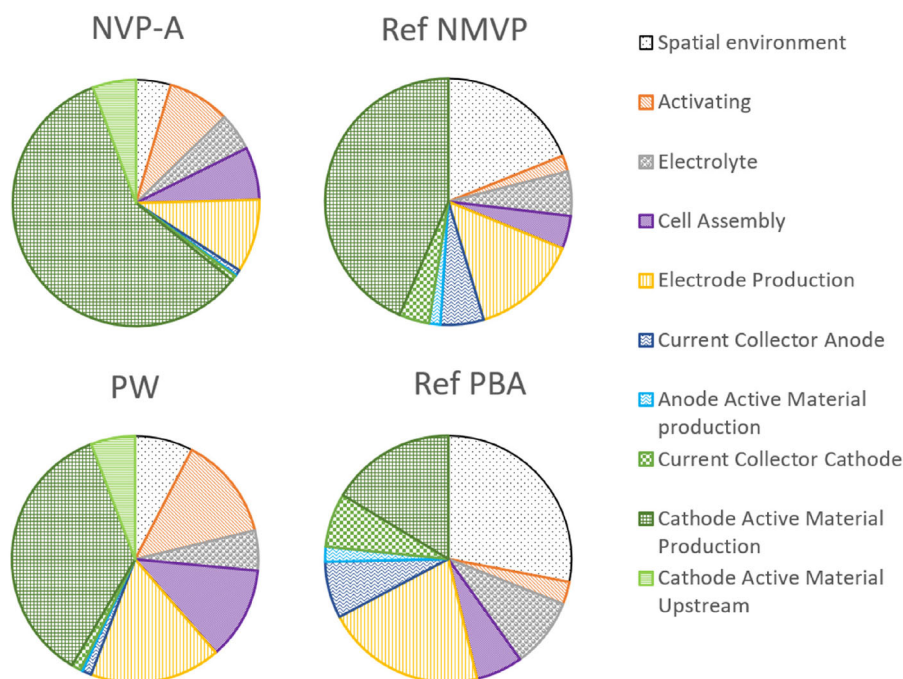 NVP-A
Ref NMVP
PW
Ref PBA
Spatial environment
Activating
Electrolyte
Cell Assembly
Electrode Production
Current Collector Anode
Anode Active Material
production
Current Collector Cathode
Cathode Active Material
Production
Cathode Active Material
Upstream